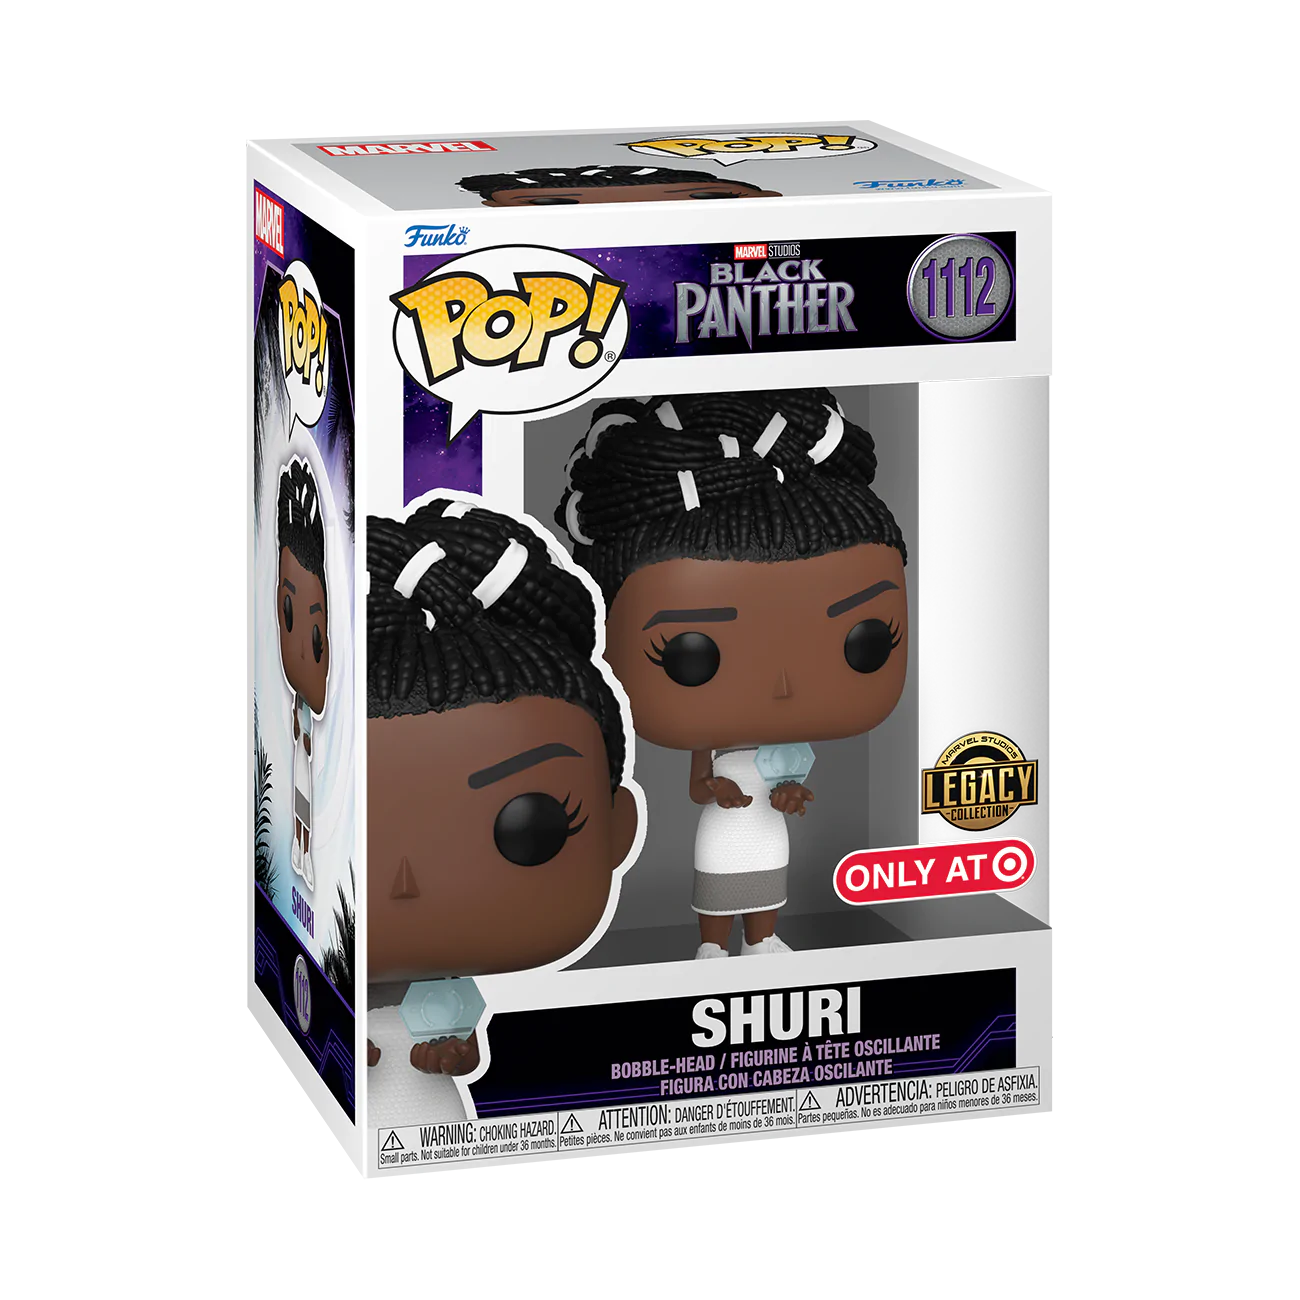 MARVEL
POP!
Funko
MARVEL
POP!
SHURI
1112
Funko
POP!®
MARVEL STUDIOS
BLACK
PANTHER
1112
MARVEL STUDIOS
LEGACY
-COLLECTION-
ONLY AT
SHURI
BOBBLE-HEAD / FIGURINE À TÊTE OSCILLANTE
FIGURA CON CABEZA OSCILANTE
WARNING: CHOKING HAZARD.
Small parts. Not suitable for children under 36 months.
ATTENTION: DANGER D'ÉTOUFFEMENT.
Petites pièces. Ne convient pas aux enfants de moins de 36 mois.
ADVERTENCIA: PELIGRO DE ASFIXIA.
Partes pequeñas. No es adecuado para niños menores de 36 meses.